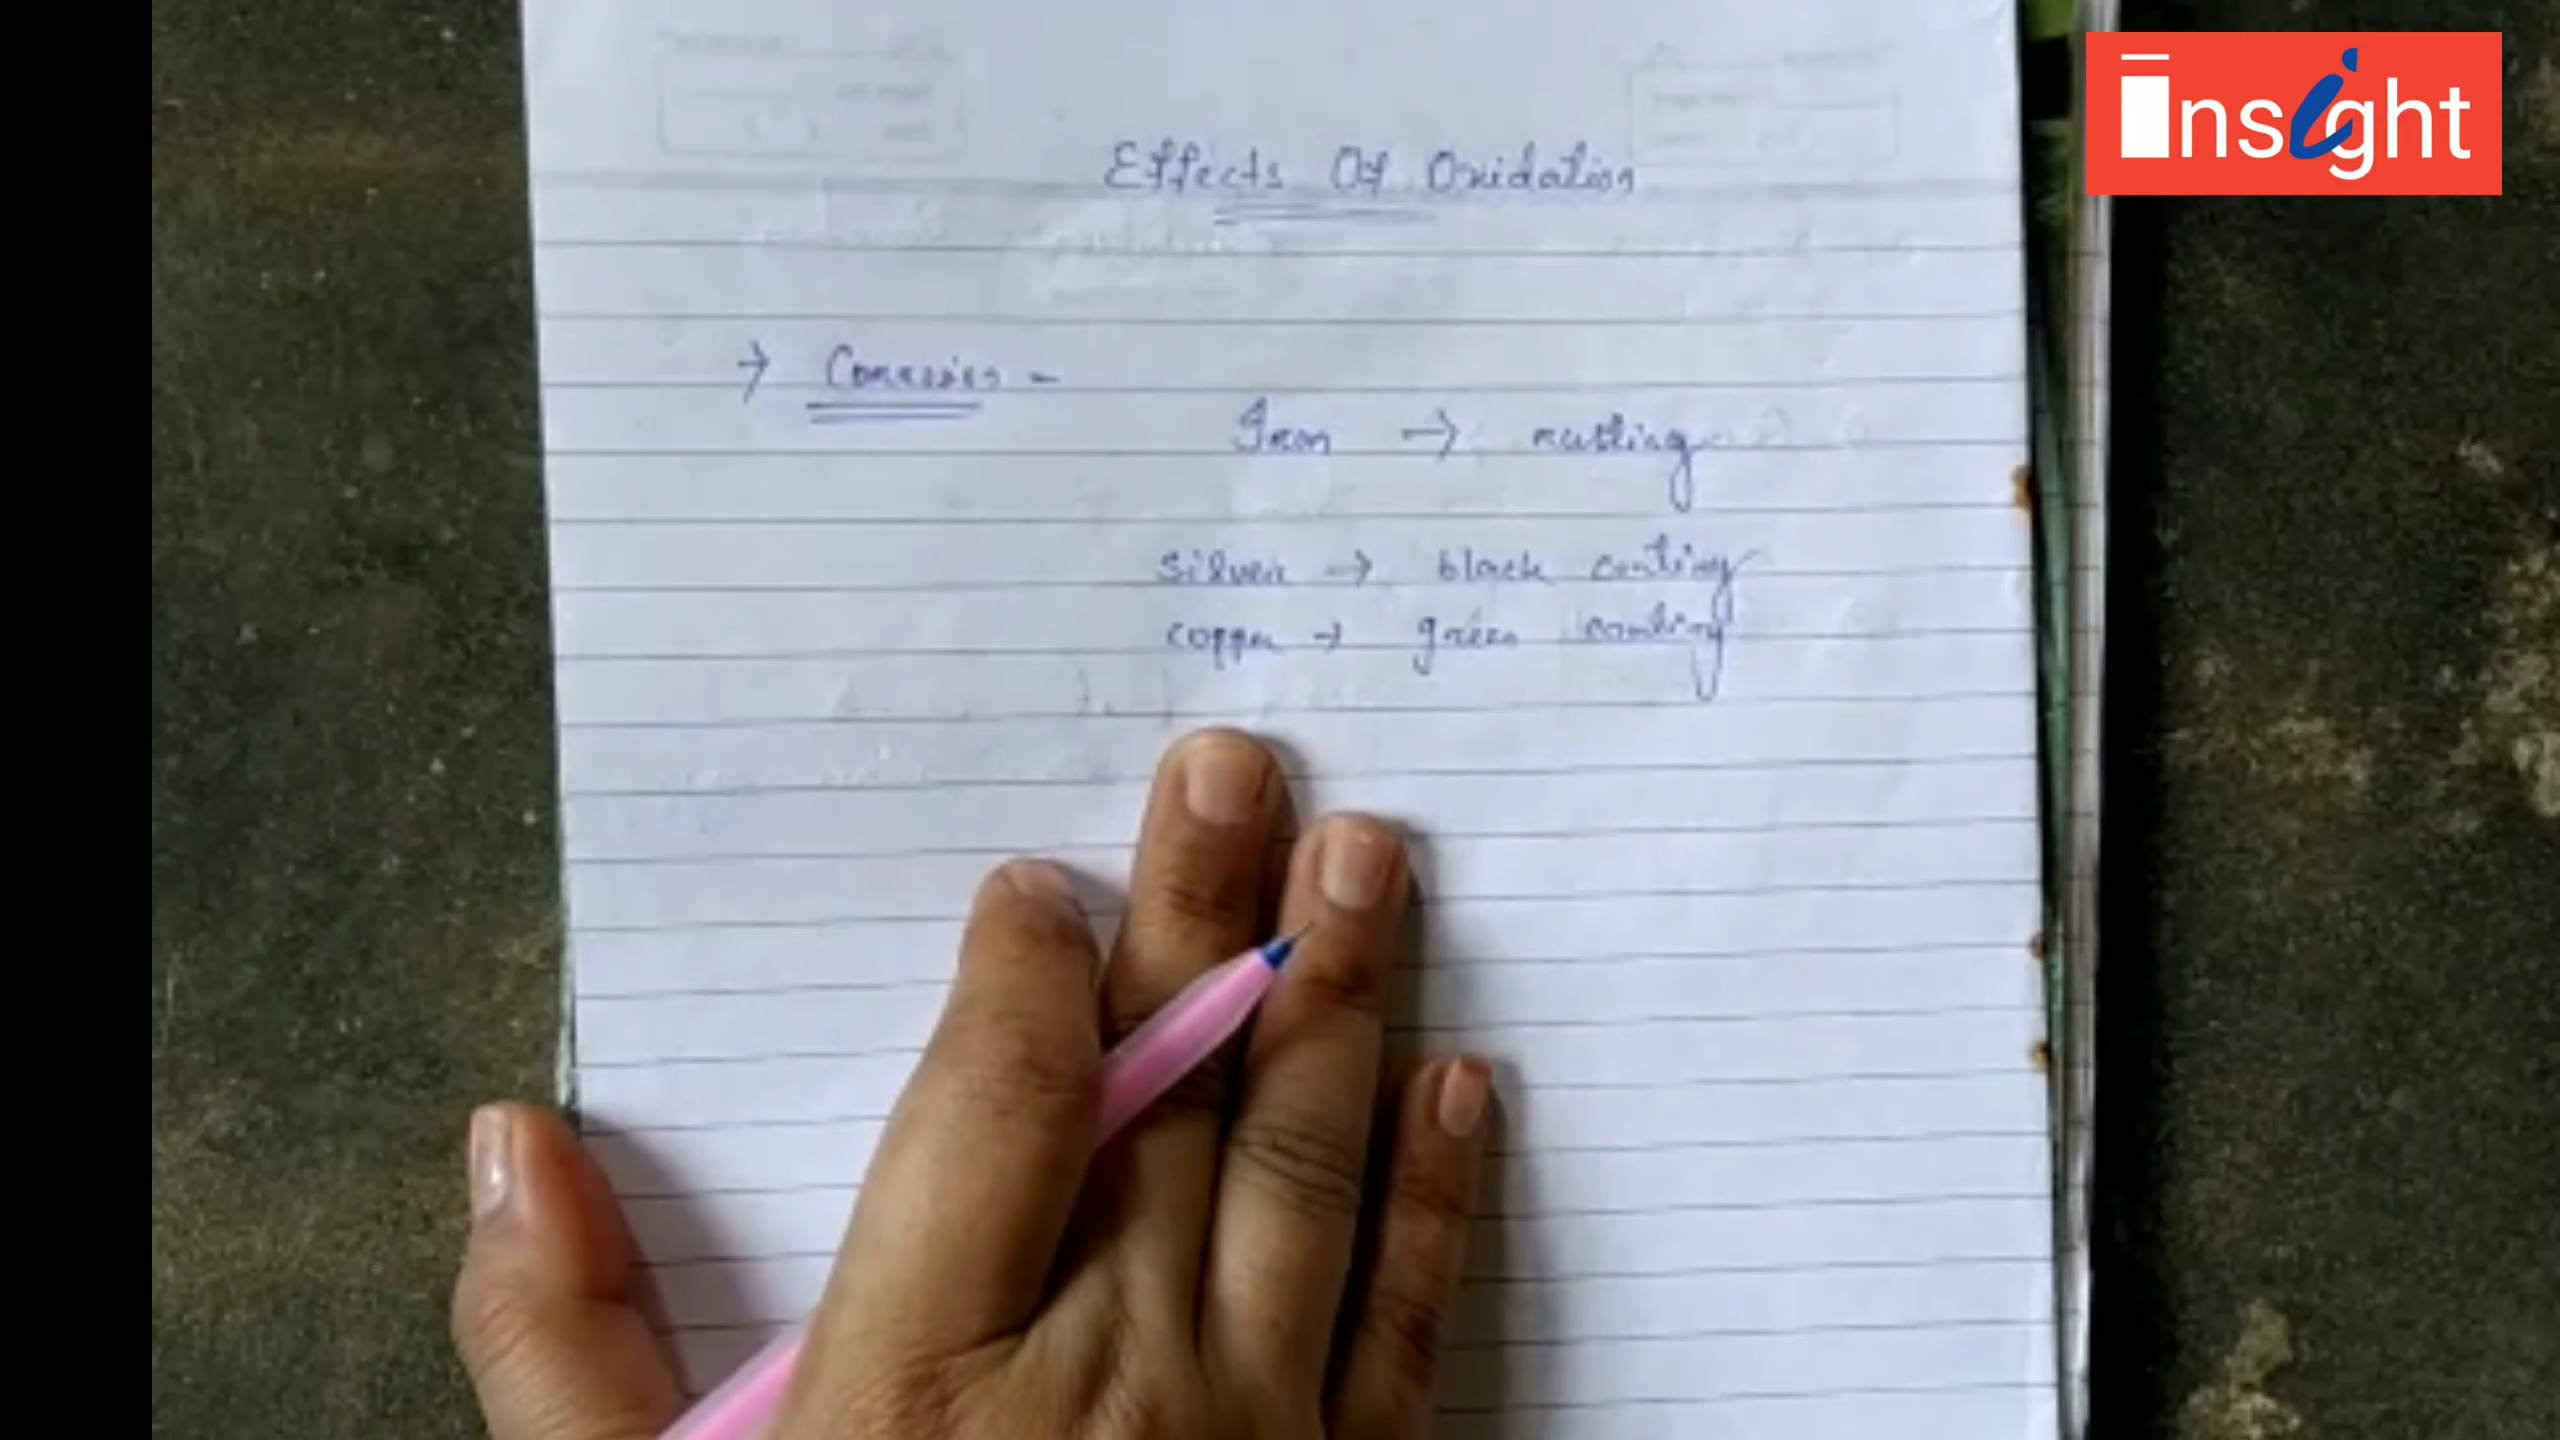 Insight
Effects Of Oxidation
→ Corrosion -
Iron → rusting
silver → black coating
copper → green coating